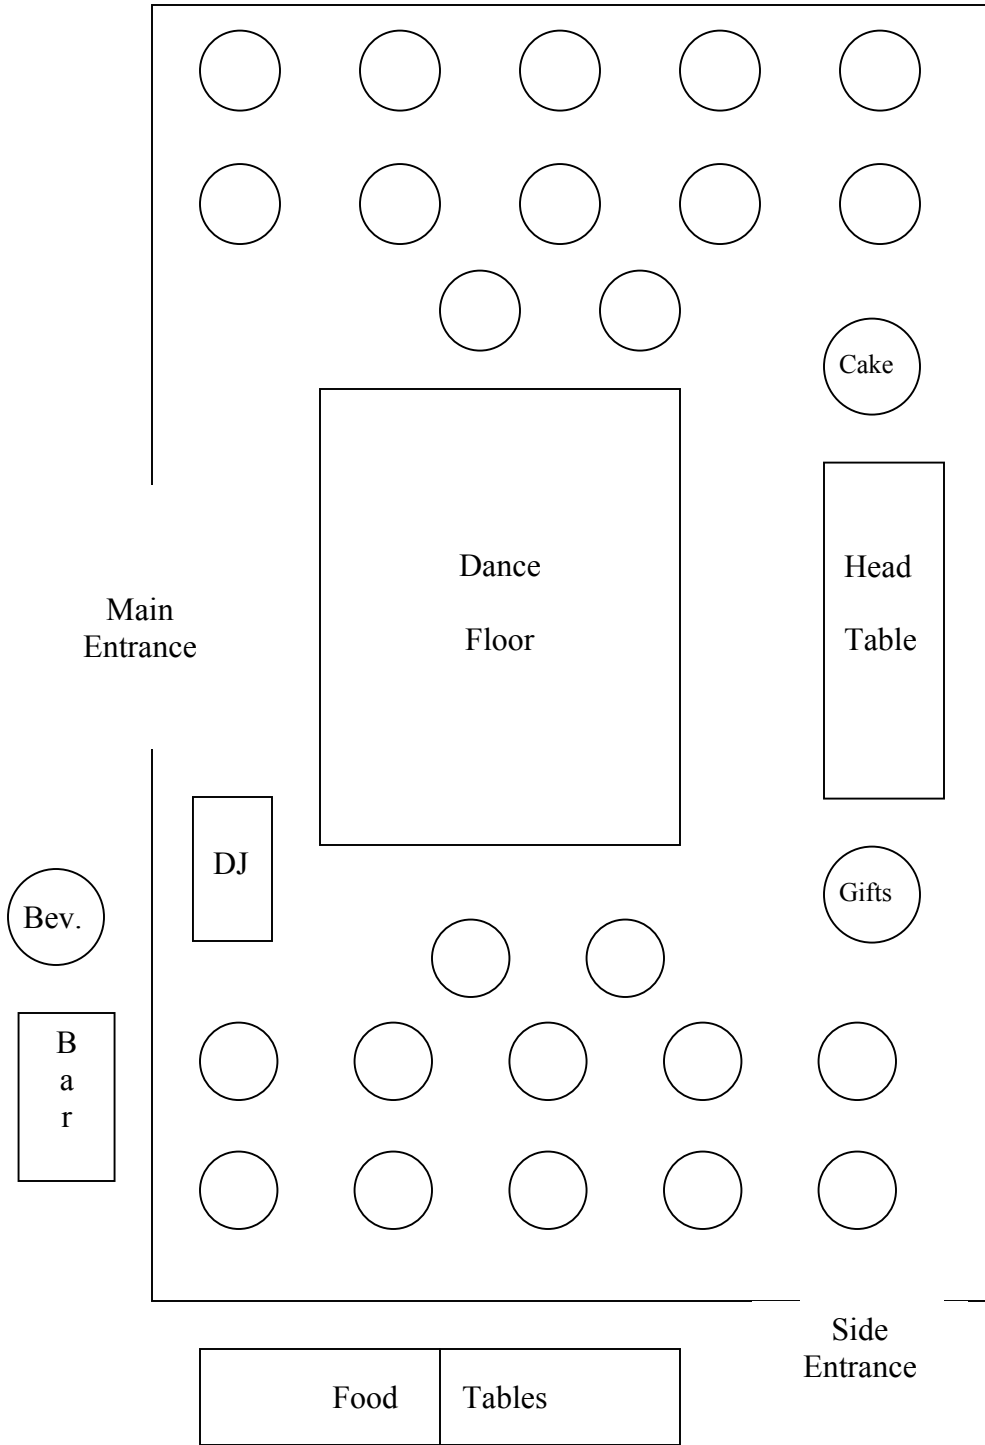 Cake
Dance
Head
Floor
Table
Main
Entrance
DJ
Bev.
Gifts
B
a
r
Side
Entrance
Food Tables